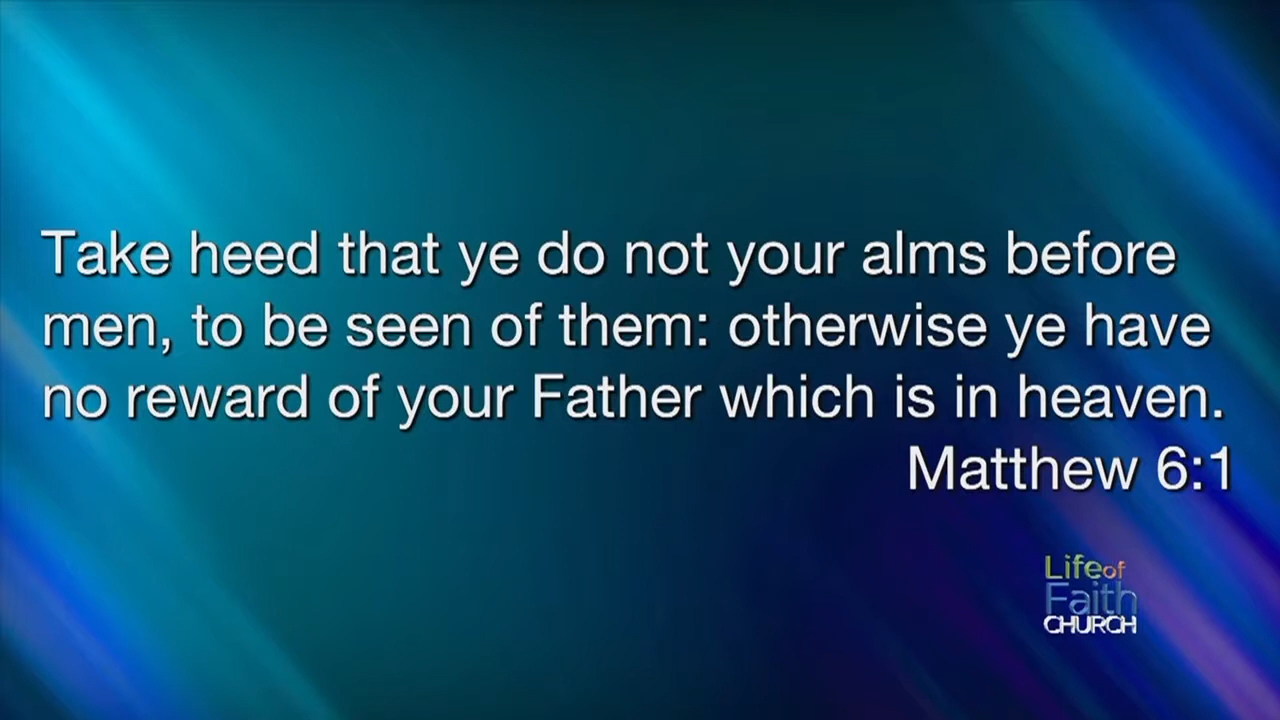 Take heed that ye do not your alms before
men, to be seen of them: otherwise ye have
no reward of your Father which is in heaven.
Matthew 6:1
Life of
Faith
CHURCH